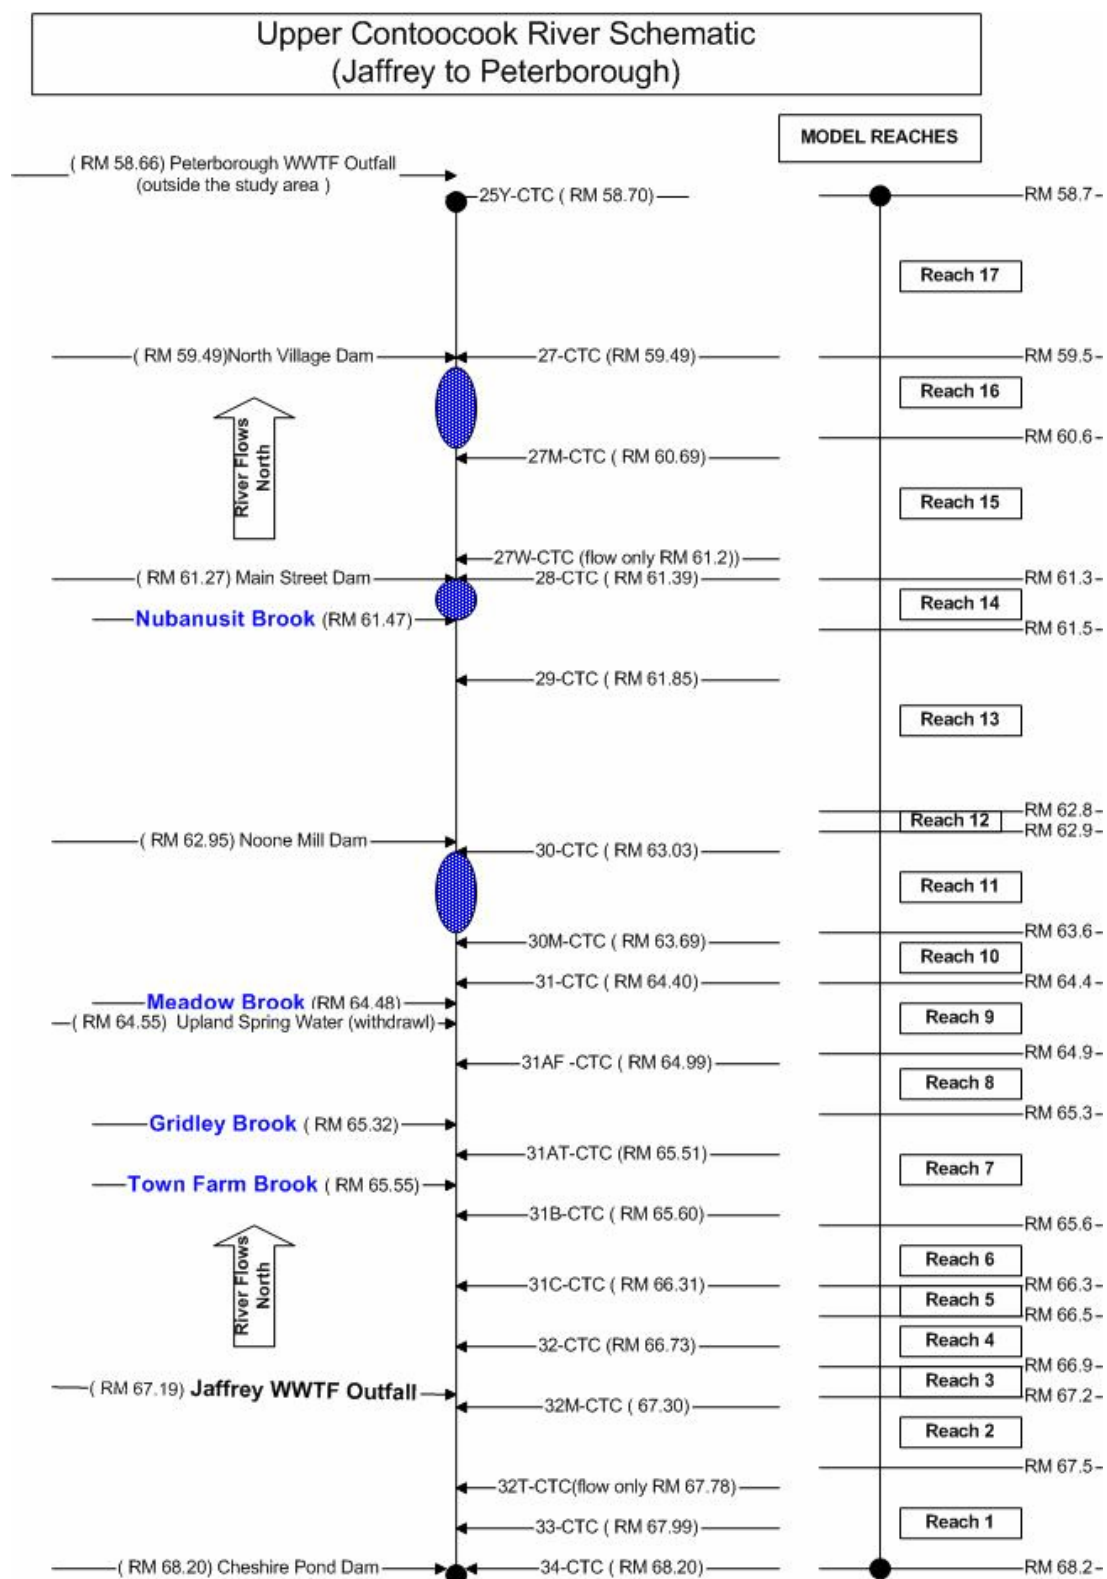 Upper Contoocook River Schematic
(Jaffrey to Peterborough)
MODEL REACHES
( RM 58.66) Peterborough WWTF Outfall
(outside the study area )
25Y-CTC ( RM 58.70)
RM 58.7
Reach 17
( RM 59.49)North Village Dam
27-CTC (RM 59.49)
RM 59.5
Reach 16
River Flows
North
RM 60.6
27M-CTC ( RM 60.69)
Reach 15
27W-CTC (flow only RM 61.2))
( RM 61.27) Main Street Dam
28-CTC ( RM 61.39)
RM 61.3
Reach 14
Nubanusit Brook (RM 61.47)
RM 61.5
29-CTC ( RM 61.85)
Reach 13
RM 62.8
Reach 12
RM 62.9
( RM 62.95) Noone Mill Dam
30-CTC ( RM 63.03)
Reach 11
RM 63.6
30M-CTC ( RM 63.69)
Reach 10
31-CTC ( RM 64.40)
RM 64.4
Meadow Brook (RM 64.48)
Reach 9
( RM 64.55) Upland Spring Water (withdrawl)
RM 64.9
31AF -CTC ( RM 64.99)
Reach 8
RM 65.3
Gridley Brook ( RM 65.32)
31AT-CTC (RM 65.51)
Reach 7
Town Farm Brook ( RM 65.55)
31B-CTC ( RM 65.60)
RM 65.6
River Flows
North
Reach 6
31C-CTC ( RM 66.31)
RM 66.3
Reach 5
RM 66.5
32-CTC (RM 66.73)
Reach 4
RM 66.9
Reach 3
( RM 67.19) Jaffrey WWTF Outfall
RM 67.2
32M-CTC ( 67.30)
Reach 2
RM 67.5
32T-CTC(flow only RM 67.78)
33-CTC ( RM 67.99)
Reach 1
( RM 68.20) Cheshire Pond Dam
34-CTC ( RM 68.20)
RM 68.2